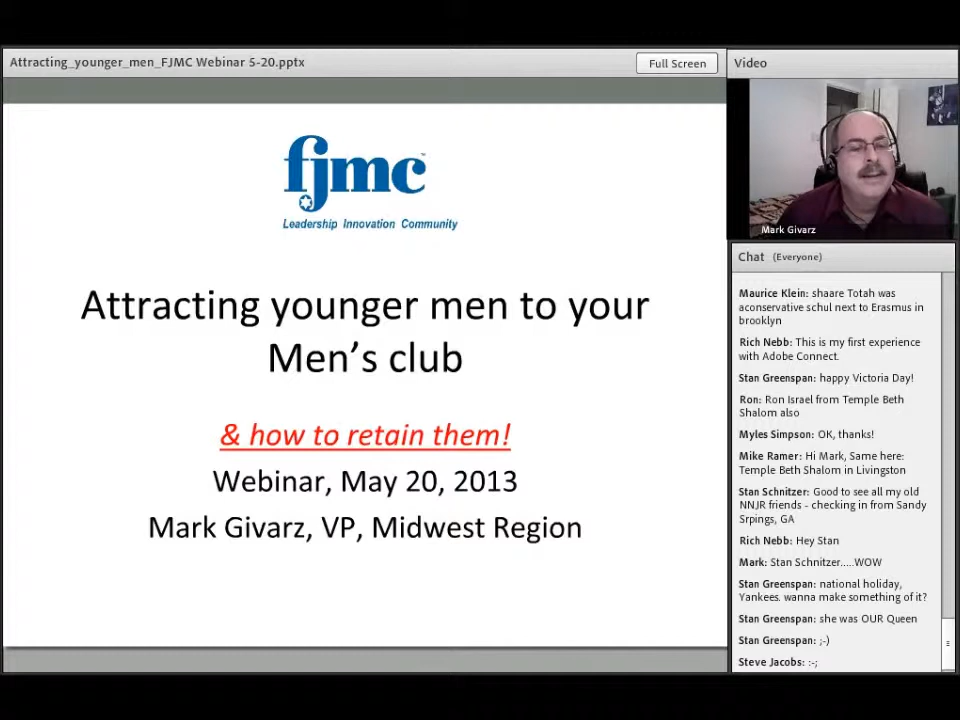 Attracting_younger_men_FJMC Webinar 5-20.pptx
Full Screen
fjmc™
Leadership Innovation Community
Attracting younger men to your
Men's club
& how to retain them!
Webinar, May 20, 2013
Mark Givarz, VP, Midwest Region
Video
Mark Givarz
Chat (Everyone)
Maurice Klein: shaare Totah was
aconservative schul next to Erasmus in
brooklyn
Rich Nebb: This is my first experience
with Adobe Connect.
Stan Greenspan: happy Victoria Day!
Ron: Ron Israel from Temple Beth
Shalom also
Myles Simpson: OK, thanks!
Mike Ramer: Hi Mark, Same here:
Temple Beth Shalom in Livingston
Stan Schnitzer: Good to see all my old
NNJR friends - checking in from Sandy
Srpings, GA
Rich Nebb: Hey Stan
Mark: Stan Schnitzer.....WOW
Stan Greenspan: national holiday,
Yankees. wanna make something of it?
Stan Greenspan: she was OUR Queen
Stan Greenspan: ;-)
Steve Jacobs: :-;